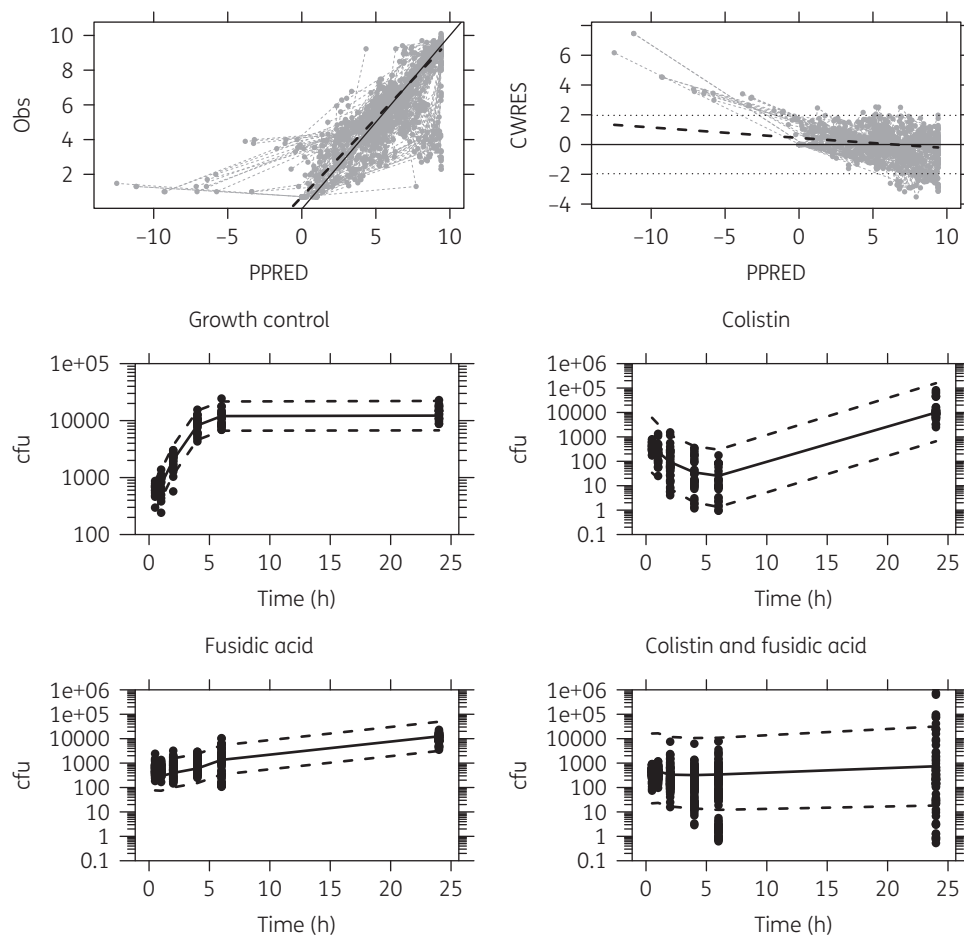 10
8
6
4
2
Obs
−10 −5 0 5 10
PPRED
6
4
2
0
−2
−4
CWRES
−10 −5 0 5 10
PPRED
Growth control
1e+05
10000
1000
100
cfu
0 5 10 15 20 25
Time (h)
Colistin
1e+06
1e+05
10000
1000
100
10
1
0.1
cfu
0 5 10 15 20 25
Time (h)
Fusidic acid
1e+06
1e+05
10000
1000
100
10
1
0.1
cfu
0 5 10 15 20 25
Time (h)
Colistin and fusidic acid
1e+06
1e+05
10000
1000
100
10
1
0.1
cfu
0 5 10 15 20 25
Time (h)